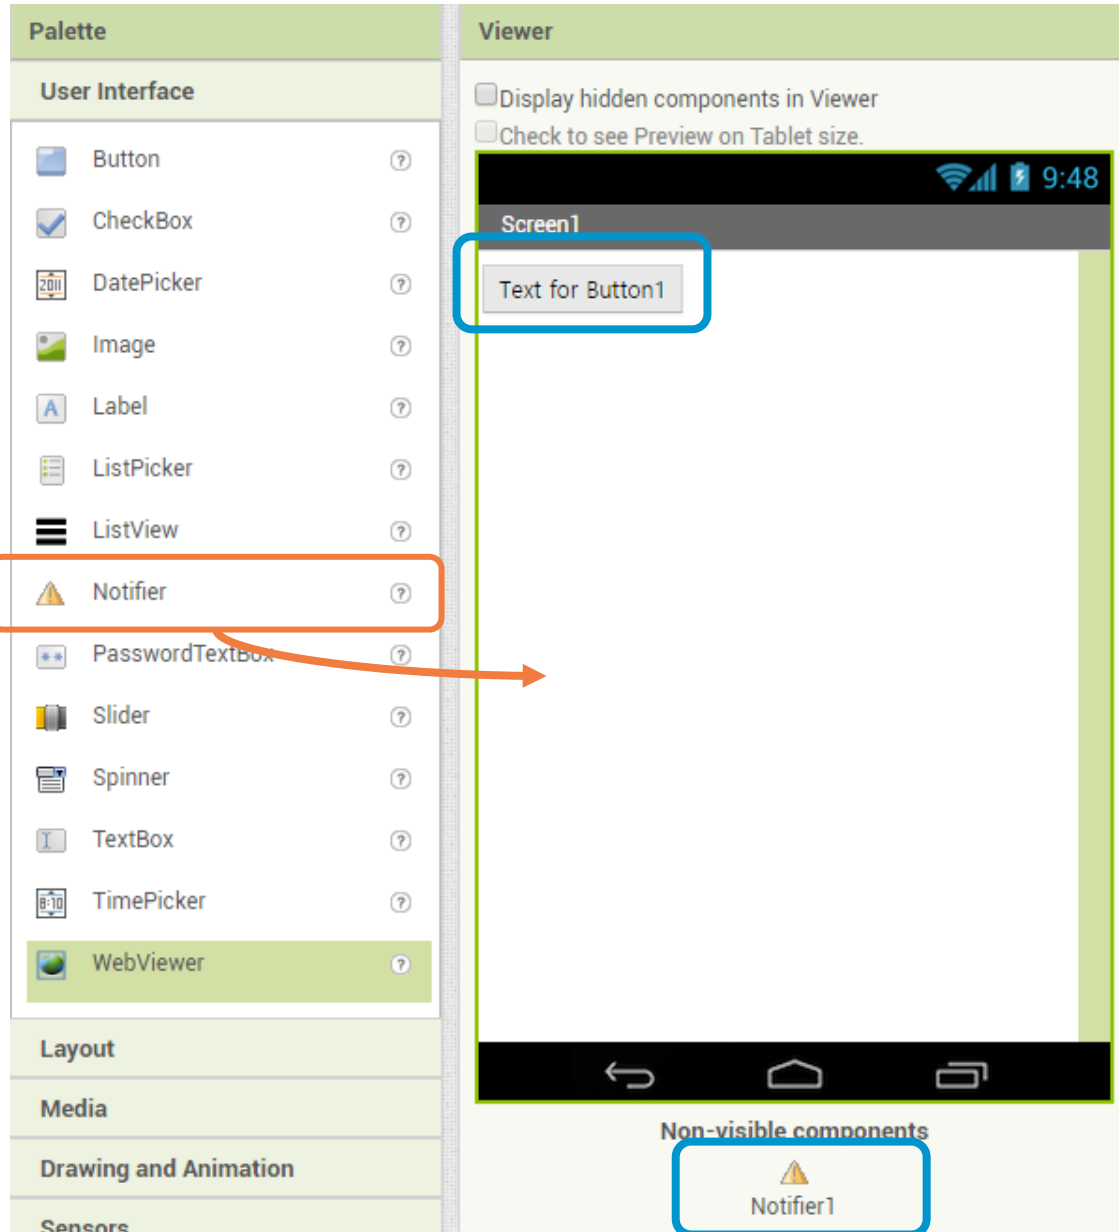 Palette
User Interface
Button
CheckBox
DatePicker
Image
Label
ListPicker
ListView
Notifier
PasswordTextBox
Slider
Spinner
TextBox
TimePicker
WebViewer
Layout
Media
Drawing and Animation
Sensors
Viewer
Display hidden components in Viewer
Check to see Preview on Tablet size.
9:48
Screen1
Text for Button1
Non-visible components
Notifier1